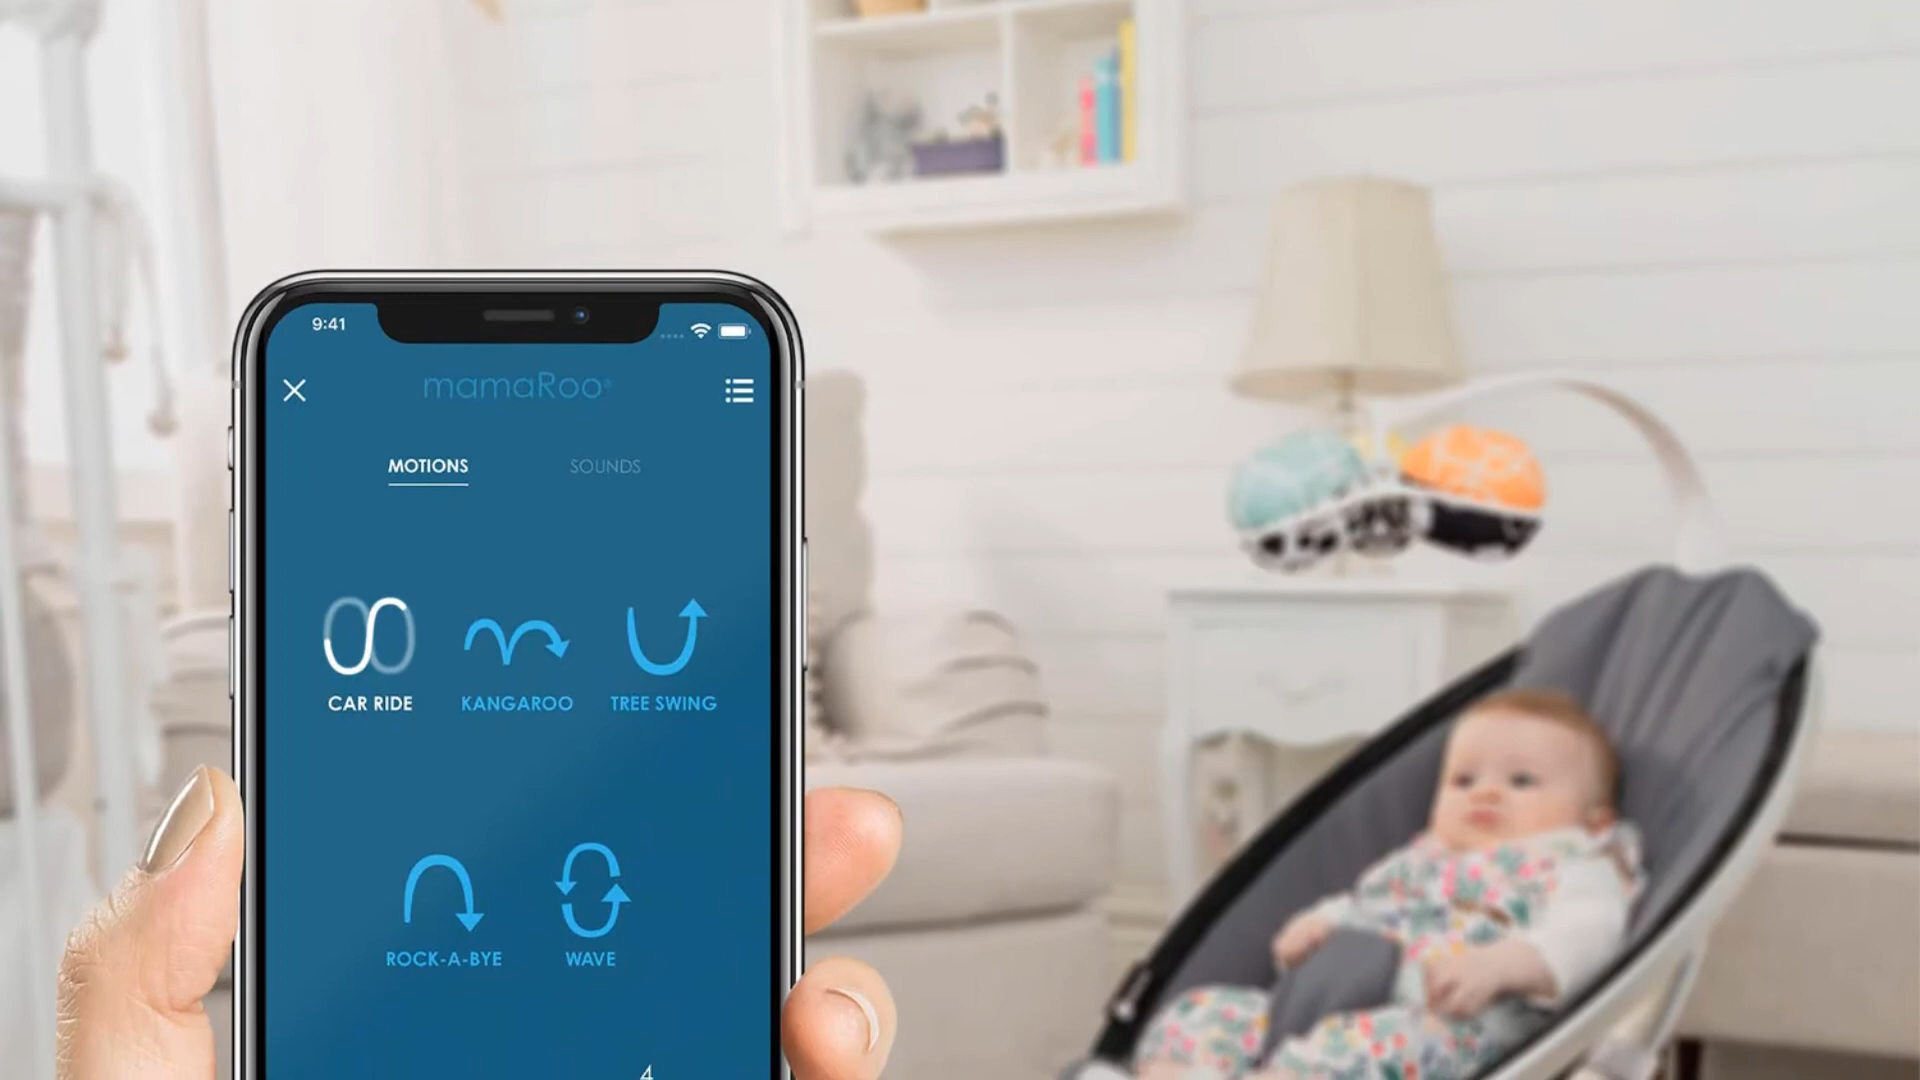 9:41
mamaRoo®
MOTIONS SOUNDS
CAR RIDE KANGAROO TREE SWING
ROCK-A-BYE WAVE
4